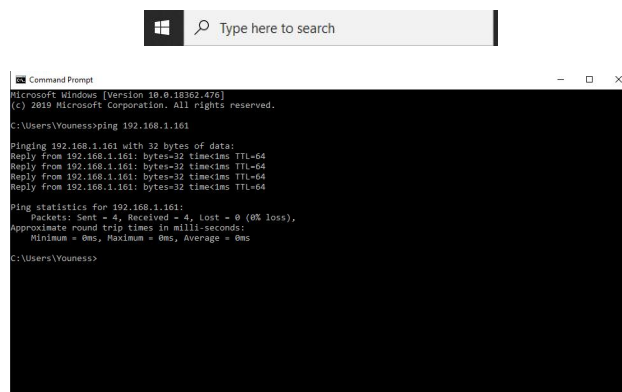 Type here to search
Command Prompt
Microsoft Windows [Version 10.0.18362.476]
(c) 2019 Microsoft Corporation. All rights reserved.
C:\Users\Youness>ping 192.168.1.161
Pinging 192.168.1.161 with 32 bytes of data:
Reply from 192.168.1.161: bytes=32 time<1ms TTL=64
Reply from 192.168.1.161: bytes=32 time<1ms TTL=64
Reply from 192.168.1.161: bytes=32 time<1ms TTL=64
Reply from 192.168.1.161: bytes=32 time<1ms TTL=64
Ping statistics for 192.168.1.161:
Packets: Sent = 4, Received = 4, Lost = 0 (0% loss),
Approximate round trip times in milli-seconds:
Minimum = 0ms, Maximum = 0ms, Average = 0ms
C:\Users\Youness>